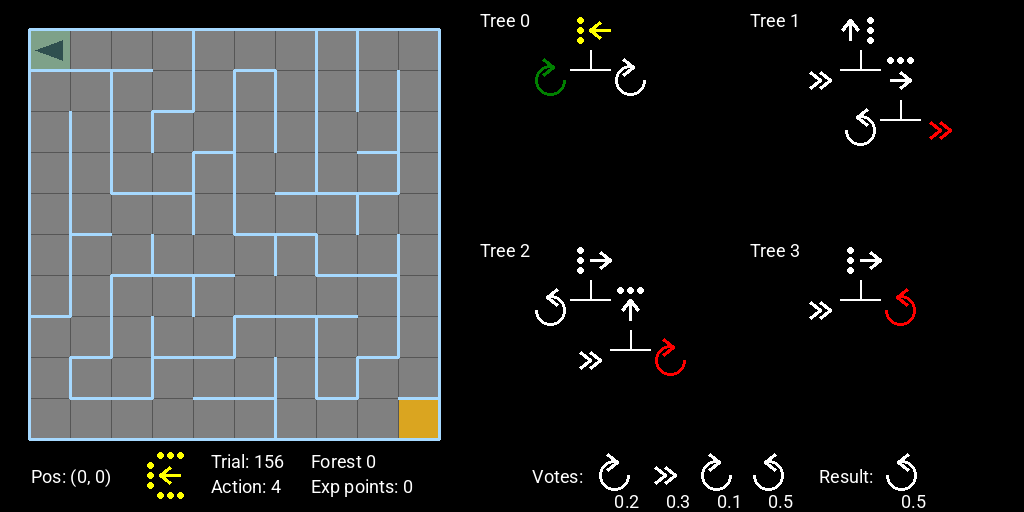 Tree 0
Tree 1
Tree 2
Tree 3
Pos: (0, 0)
Trial: 156
Forest 0
Action: 4
Exp points: 0
Votes:
0.2
0.3
0.1
0.5
Result:
0.5